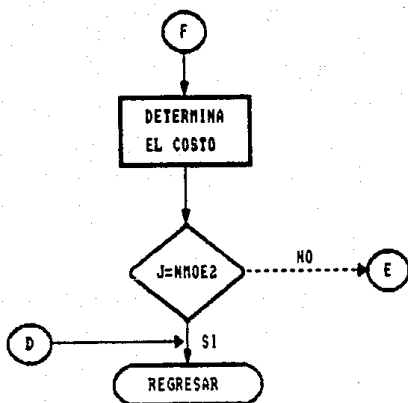 F
DETERMINA
EL COSTO
J=NMOE2
NO
E
D
SI
REGRESAR